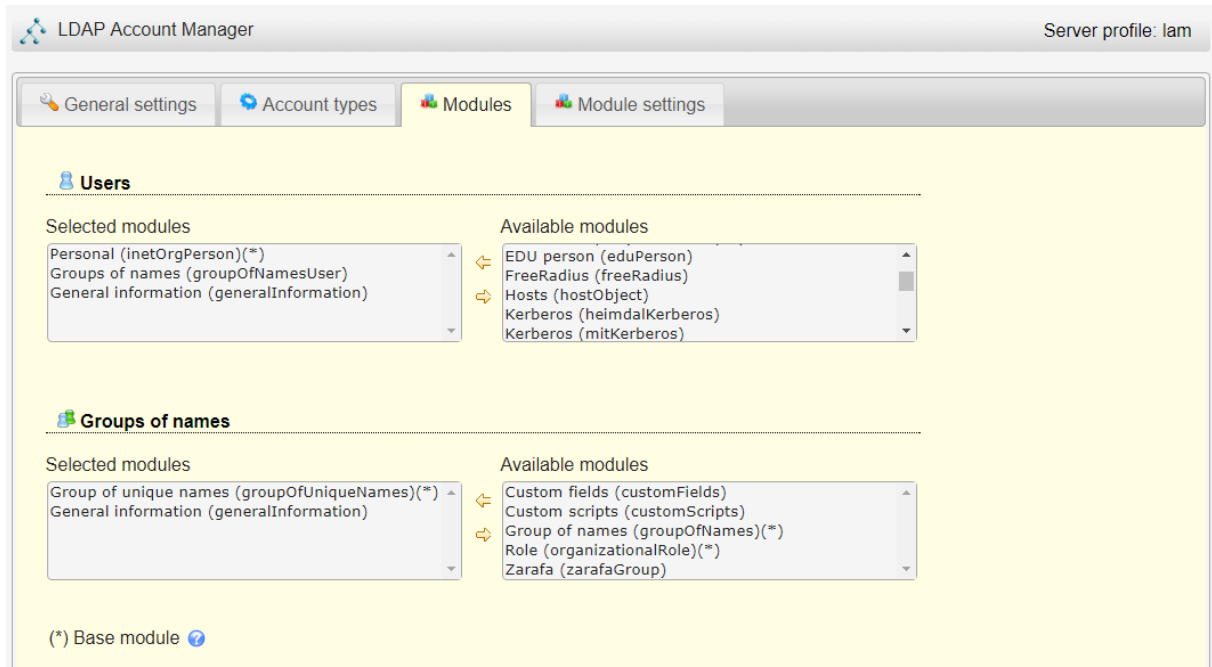 LDAP Account Manager
Server profile: lam
General settings
Account types
Modules
Module settings
Users
Selected modules
Available modules
Personal (inetOrgPerson)(*)
Groups of names (groupOfNamesUser)
General information (generalInformation)
EDU person (eduPerson)
FreeRadius (freeRadius)
Hosts (hostObject)
Kerberos (heimdalKerberos)
Kerberos (mitKerberos)
Groups of names
Selected modules
Available modules
Group of unique names (groupOfUniqueNames)(*)
General information (generalInformation)
Custom fields (customFields)
Custom scripts (customScripts)
Group of names (groupOfNames)(*)
Role (organizationalRole)(*)
Zarafa (zarafaGroup)
(*) Base module